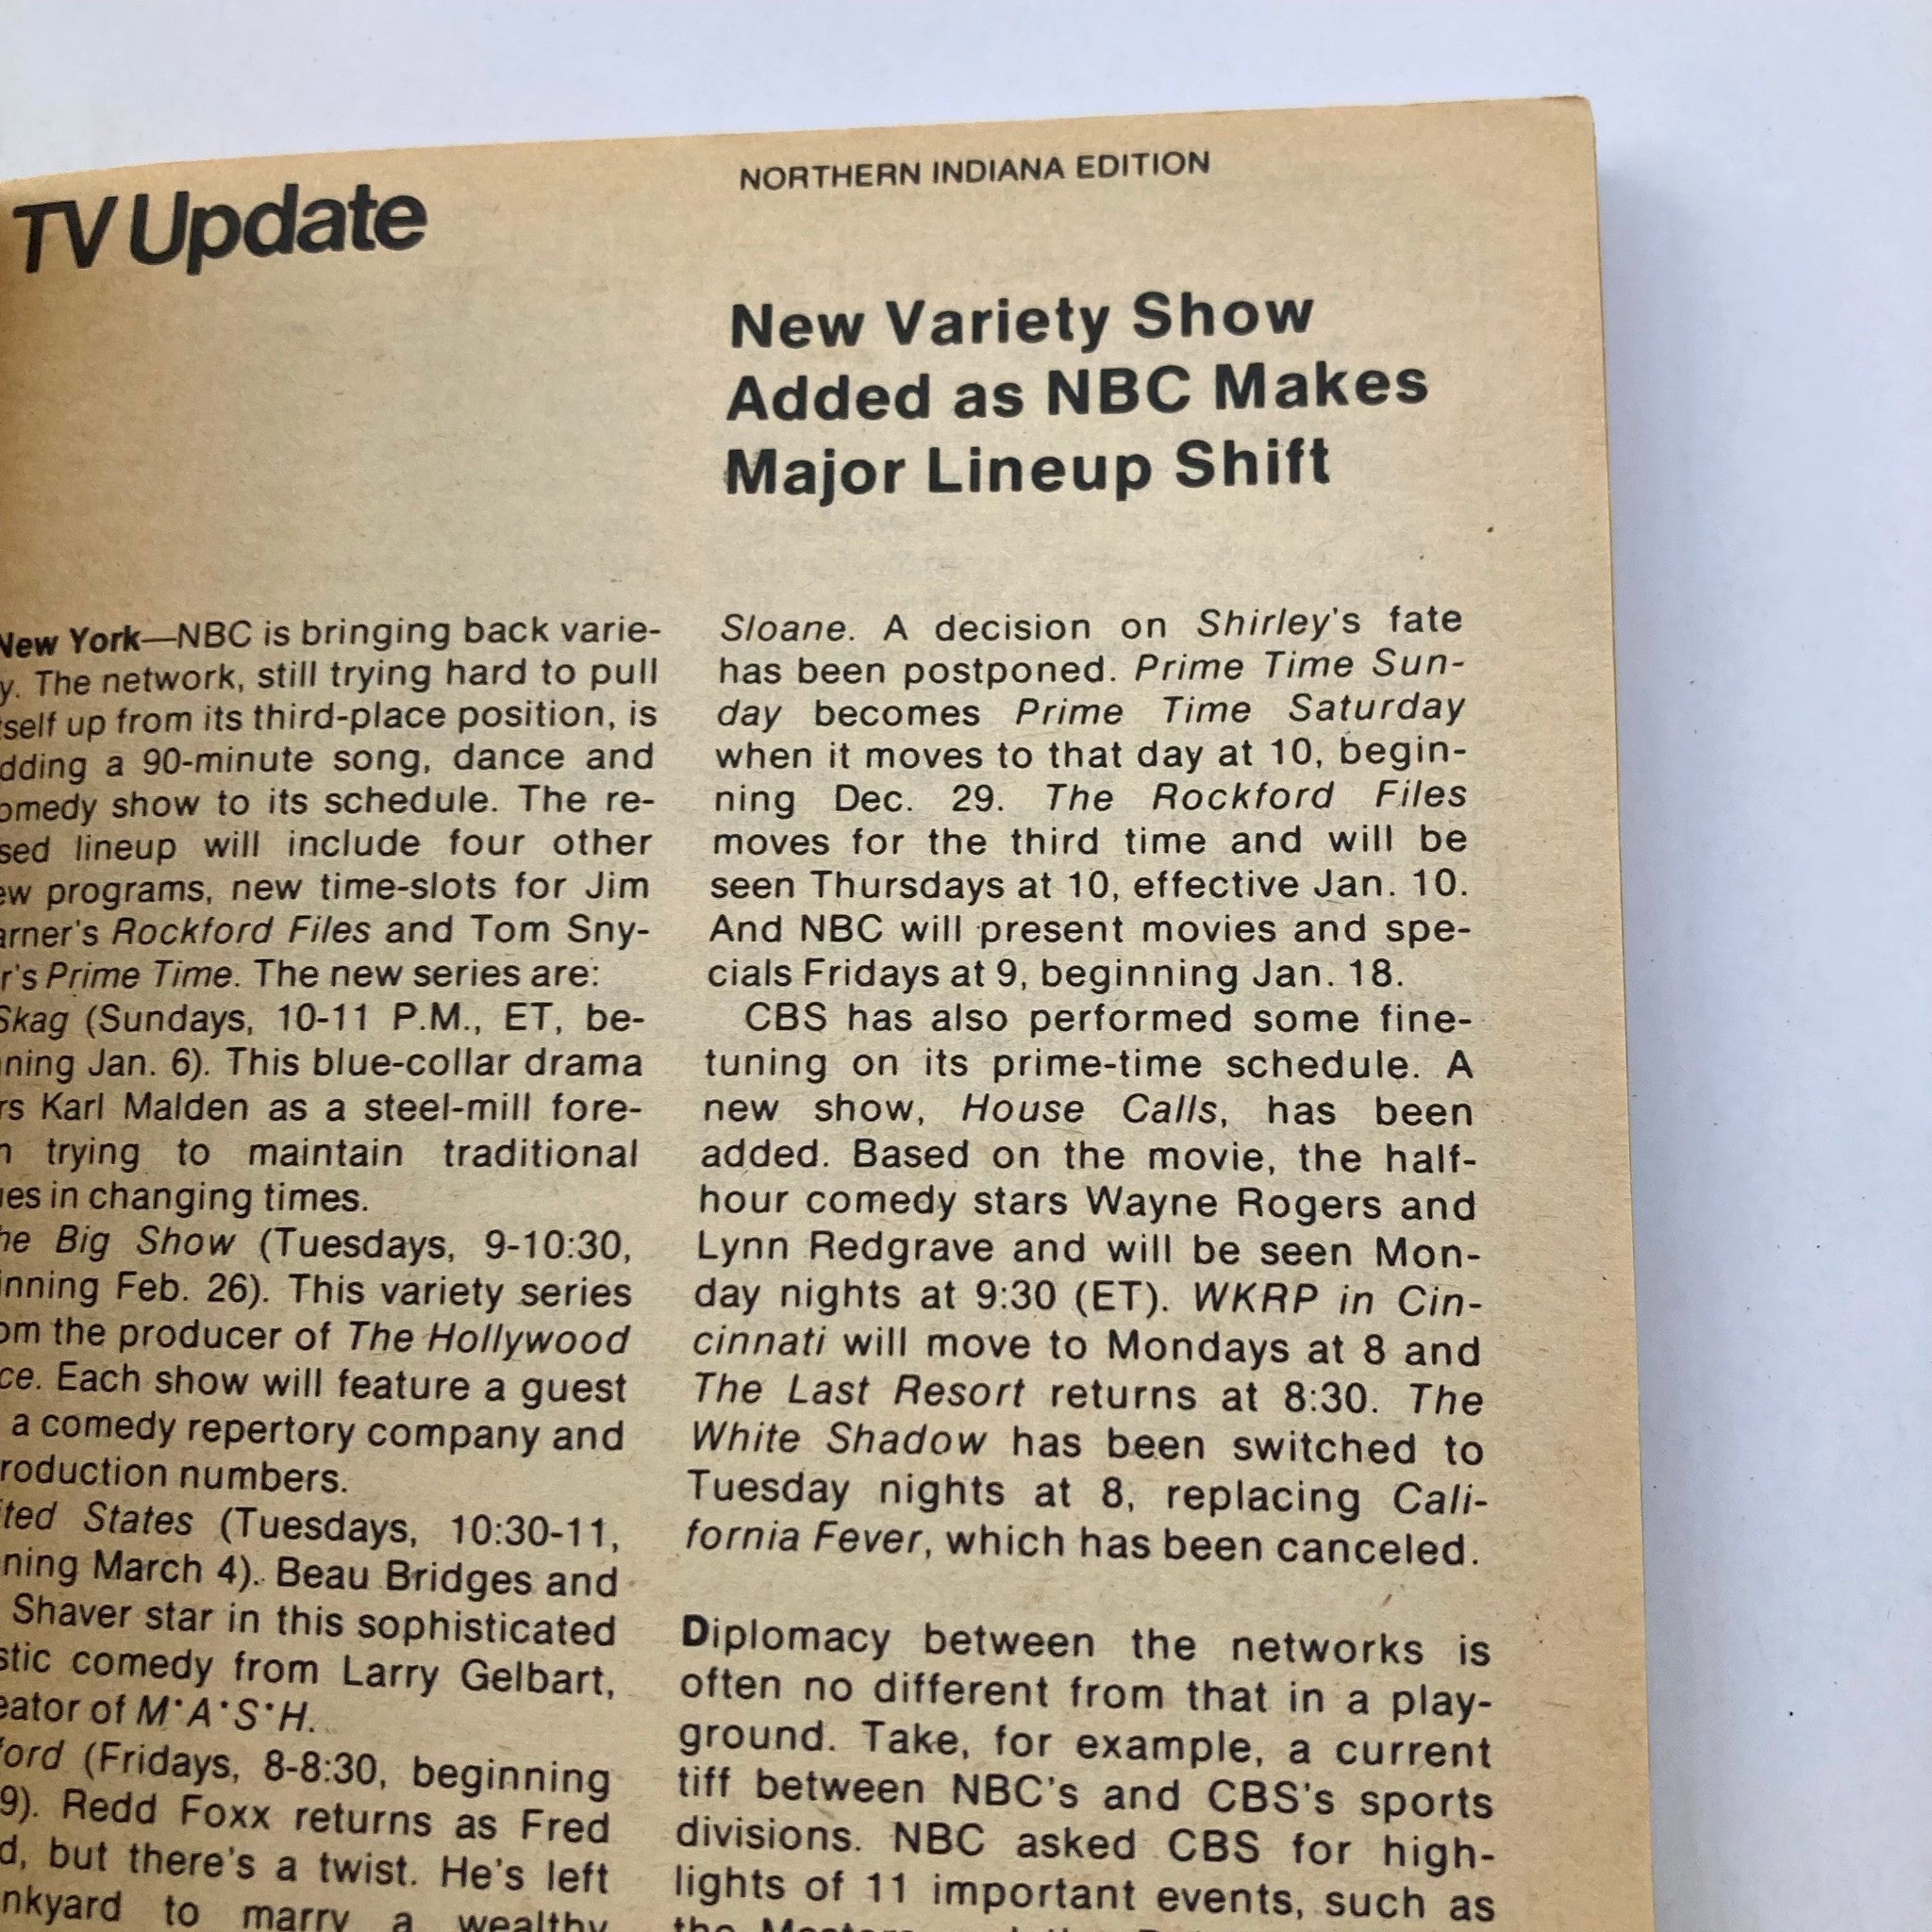 TV Update
NORTHERN INDIANA EDITION
New Variety Show
Added as NBC Makes
Major Lineup Shift
New York—NBC is bringing back varie-
y. The network, still trying hard to pull
tself up from its third-place position, is
dding a 90-minute song, dance and
omedy show to its schedule. The re-
sed lineup will include four other
ew programs, new time-slots for Jim
arner's Rockford Files and Tom Sny-
r's Prime Time. The new series are:
Skag (Sundays, 10-11 P.M., ET, be-
nning Jan. 6). This blue-collar drama
rs Karl Malden as a steel-mill fore-
n trying to maintain traditional
ues in changing times.
he Big Show (Tuesdays, 9-10:30,
inning Feb. 26). This variety series
om the producer of The Hollywood
ce. Each show will feature a guest
a comedy repertory company and
roduction numbers.
ited States (Tuesdays, 10:30-11,
ning March 4). Beau Bridges and
Shaver star in this sophisticated
stic comedy from Larry Gelbart,
eator of M*A*S*H.
ford (Fridays, 8-8:30, beginning
9). Redd Foxx returns as Fred
d, but there's a twist. He's left
nkyard to marry a wealthy
Sloane. A decision on Shirley's fate
has been postponed. Prime Time Sun-
day becomes Prime Time Saturday
when it moves to that day at 10, begin-
ning Dec. 29. The Rockford Files
moves for the third time and will be
seen Thursdays at 10, effective Jan. 10.
And NBC will present movies and spe-
cials Fridays at 9, beginning Jan. 18.
CBS has also performed some fine-
tuning on its prime-time schedule. A
new show, House Calls, has been
added. Based on the movie, the half-
hour comedy stars Wayne Rogers and
Lynn Redgrave and will be seen Mon-
day nights at 9:30 (ET). WKRP in Cin-
cinnati will move to Mondays at 8 and
The Last Resort returns at 8:30. The
White Shadow has been switched to
Tuesday nights at 8, replacing Cali-
fornia Fever, which has been canceled.
Diplomacy between the networks is
often no different from that in a play-
ground. Take, for example, a current
tiff between NBC's and CBS's sports
divisions. NBC asked CBS for high-
lights of 11 important events, such as
the Masters